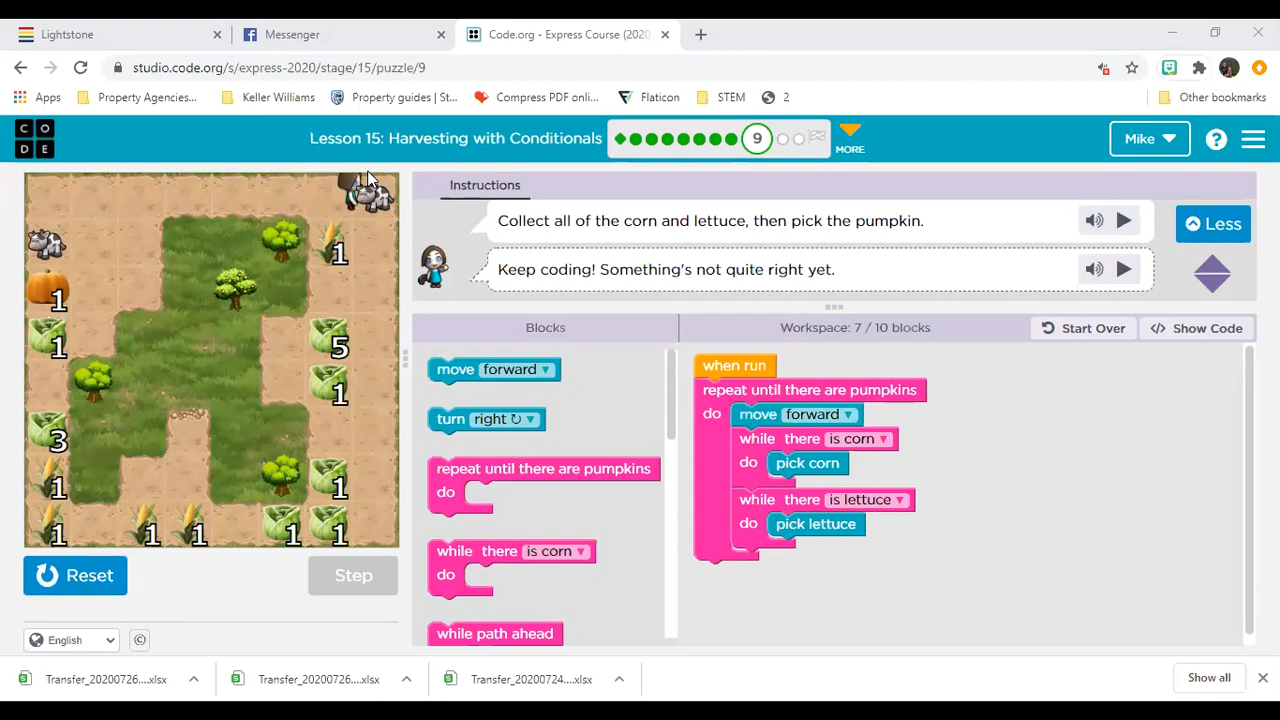 Lightstone
Messenger
Code.org - Express Course (2020
studio.code.org/s/express-2020/stage/15/puzzle/9
Apps
Property Agencies...
Keller Williams
Property guides | St...
Compress PDF onlin...
Flaticon
STEM
2
Other bookmarks
CODE
Lesson 15: Harvesting with Conditionals
9
MORE
Mike
?
Instructions
Collect all of the corn and lettuce, then pick the pumpkin.
Less
Keep coding! Something's not quite right yet.
1
1
1
5
1
3
1
1
1
1
1
1
1
Blocks
Workspace: 7 / 10 blocks
Start Over
</> Show Code
move forward
turn right ↻
repeat until there are pumpkins
do
while there is corn
do
while path ahead
when run
repeat until there are pumpkins
do move forward
while there is corn
do pick corn
while there is lettuce
do pick lettuce
Reset
Step
English
©
Transfer_20200726....xlsx
Transfer_20200726....xlsx
Transfer_20200724....xlsx
Show all